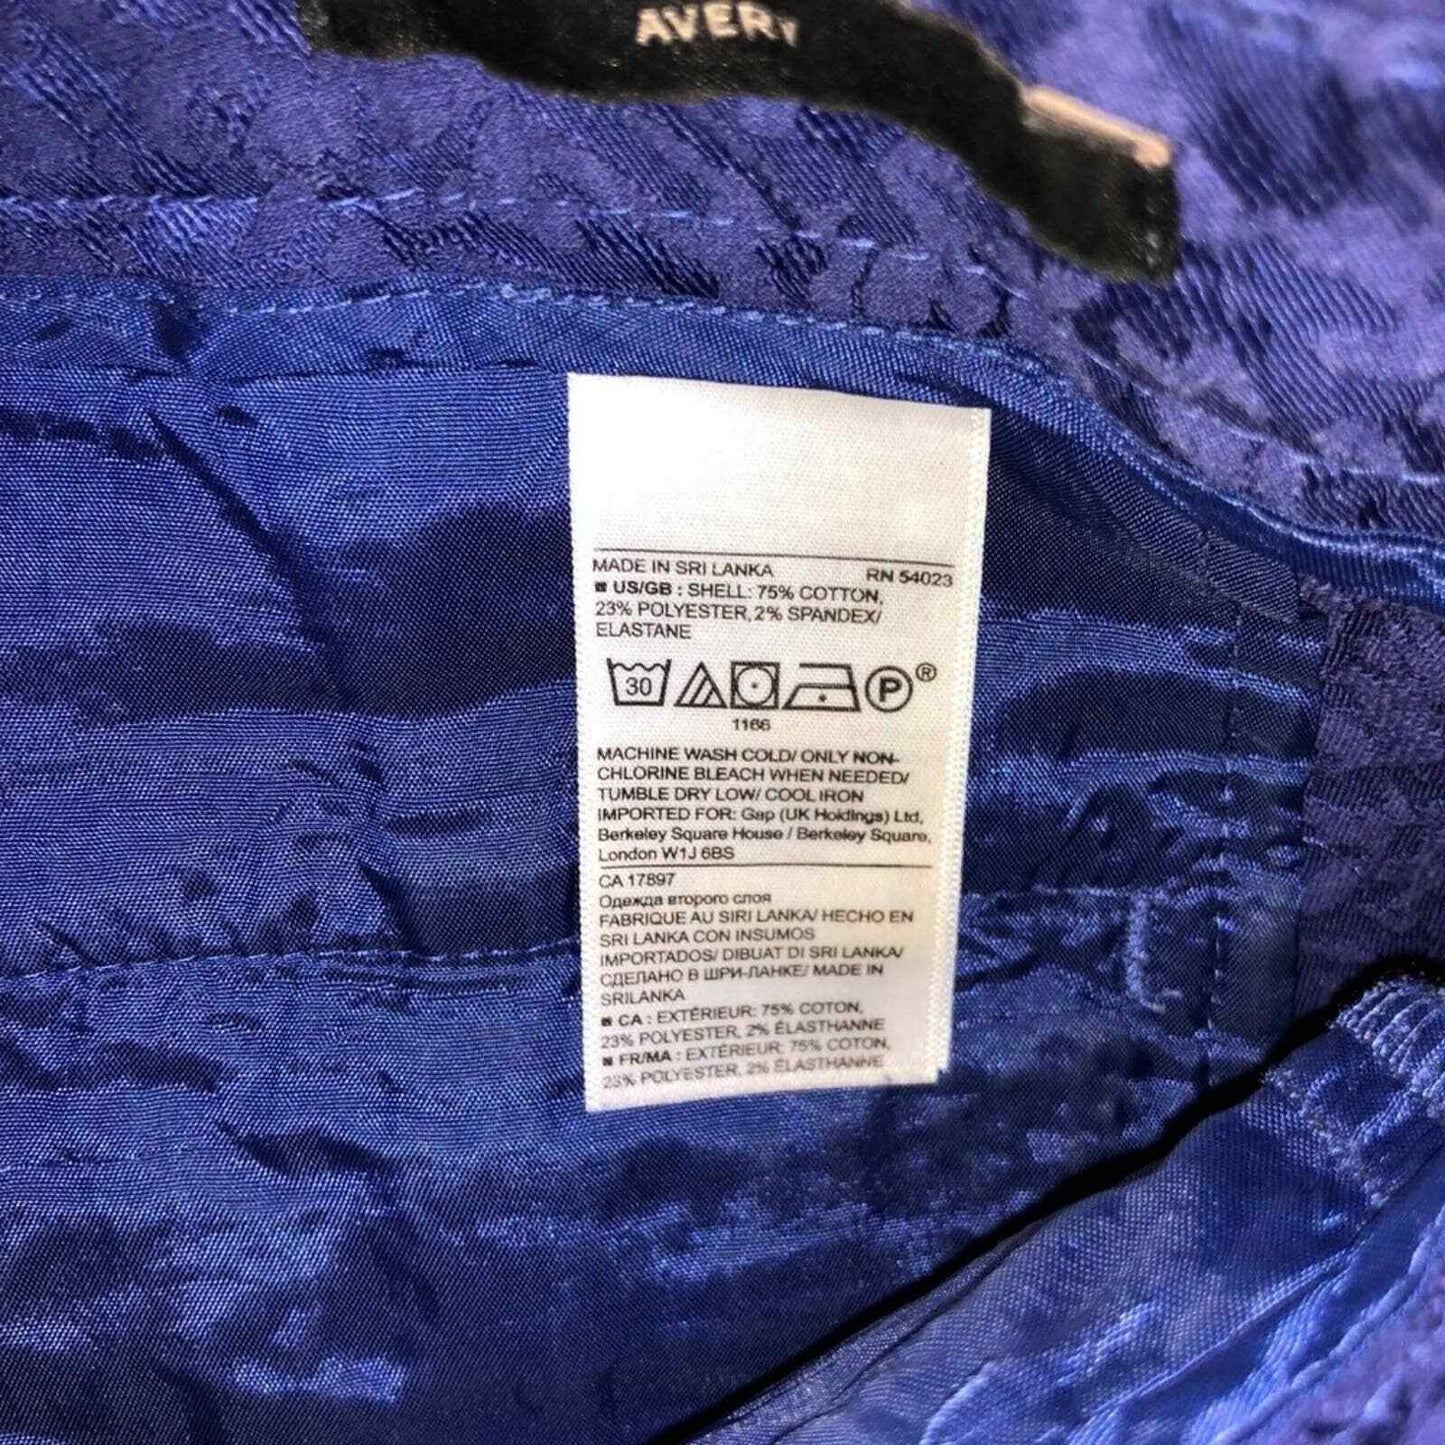 AVERY
MADE IN SRI LANKA RN 54023
US/GB : SHELL: 75% COTTON,
23% POLYESTER, 2% SPANDEX/
ELASTANE
30 P ®
1166
MACHINE WASH COLD/ ONLY NON-
CHLORINE BLEACH WHEN NEEDED/
TUMBLE DRY LOW/ COOL IRON
IMPORTED FOR: Gap (UK Holdings) Ltd,
Berkeley Square House / Berkeley Square,
London W1J 6BS
CA 17897
Одежда второго слоя
FABRIQUE AU SIRI LANKA/ HECHO EN
SRI LANKA CON INSUMOS
IMPORTADOS/ DIBUAT DI SRI LANKA/
СДЕЛАНО В ШРИ-ЛАНКЕ/ MADE IN
SRILANKA
CA : EXTÉRIEUR: 75% COTON,
23% POLYESTER, 2% ÉLASTHANNE
FR/MA : EXTÉRIEUR: 75% COTON,
23% POLYESTER, 2% ÉLASTHANNE